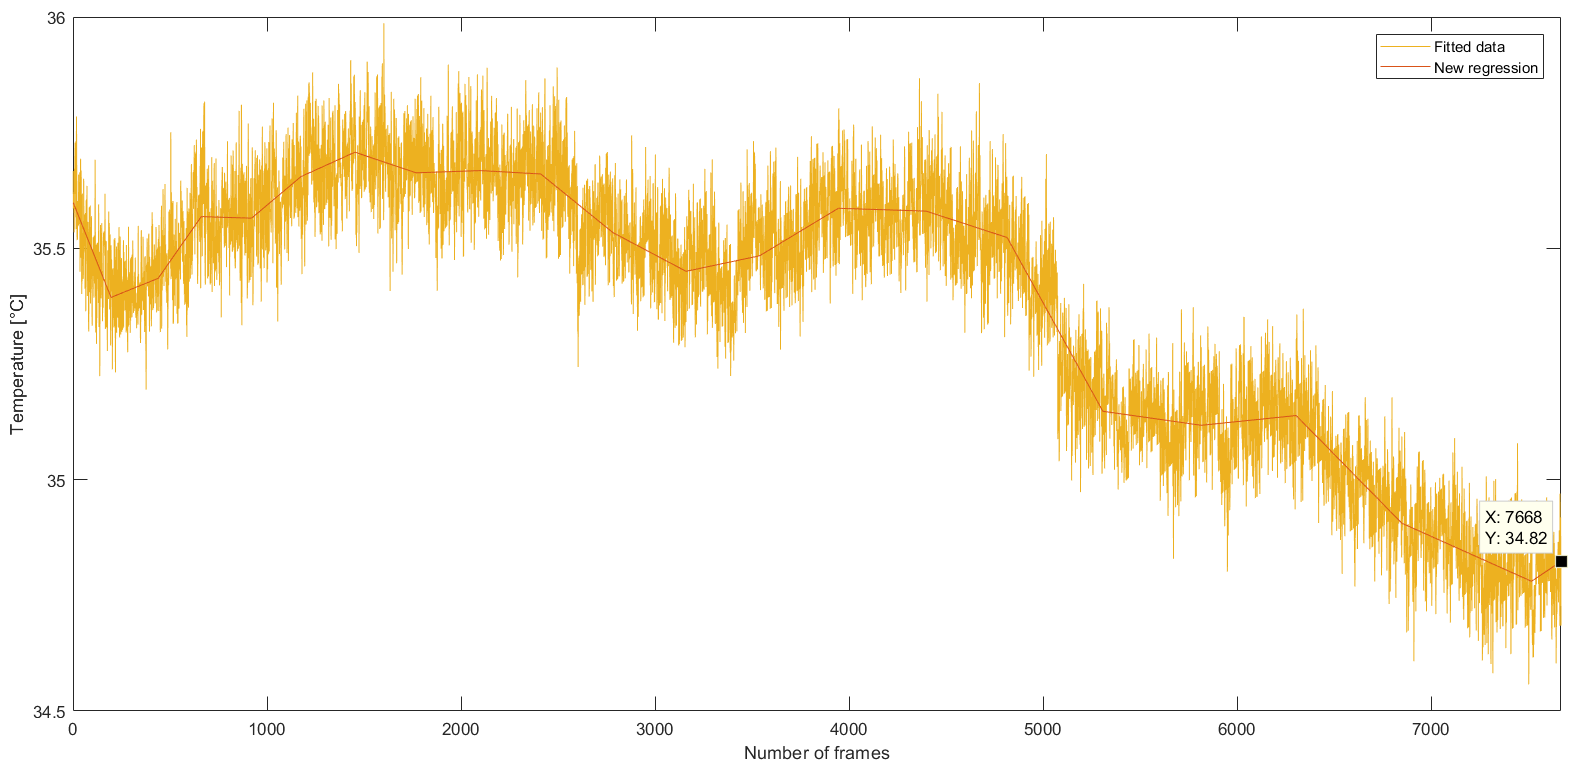 36
35.5
35
34.5
Temperature [°C]
Fitted data
New regression
X: 7668
Y: 34.82
0
1000
2000
3000
4000
5000
6000
7000
Number of frames